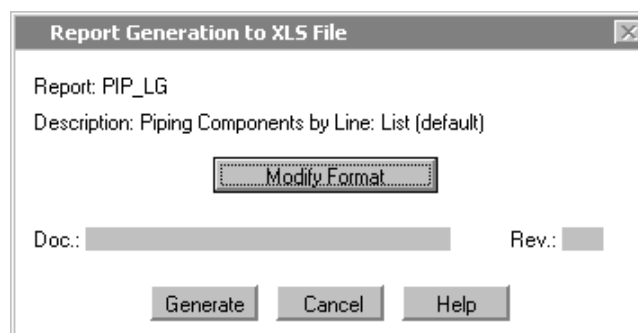 Report Generation to XLS File
Report: PIP_LG
Description: Piping Components by Line: List (default)
Modify Format
Doc.: Rev.:
Generate Cancel Help